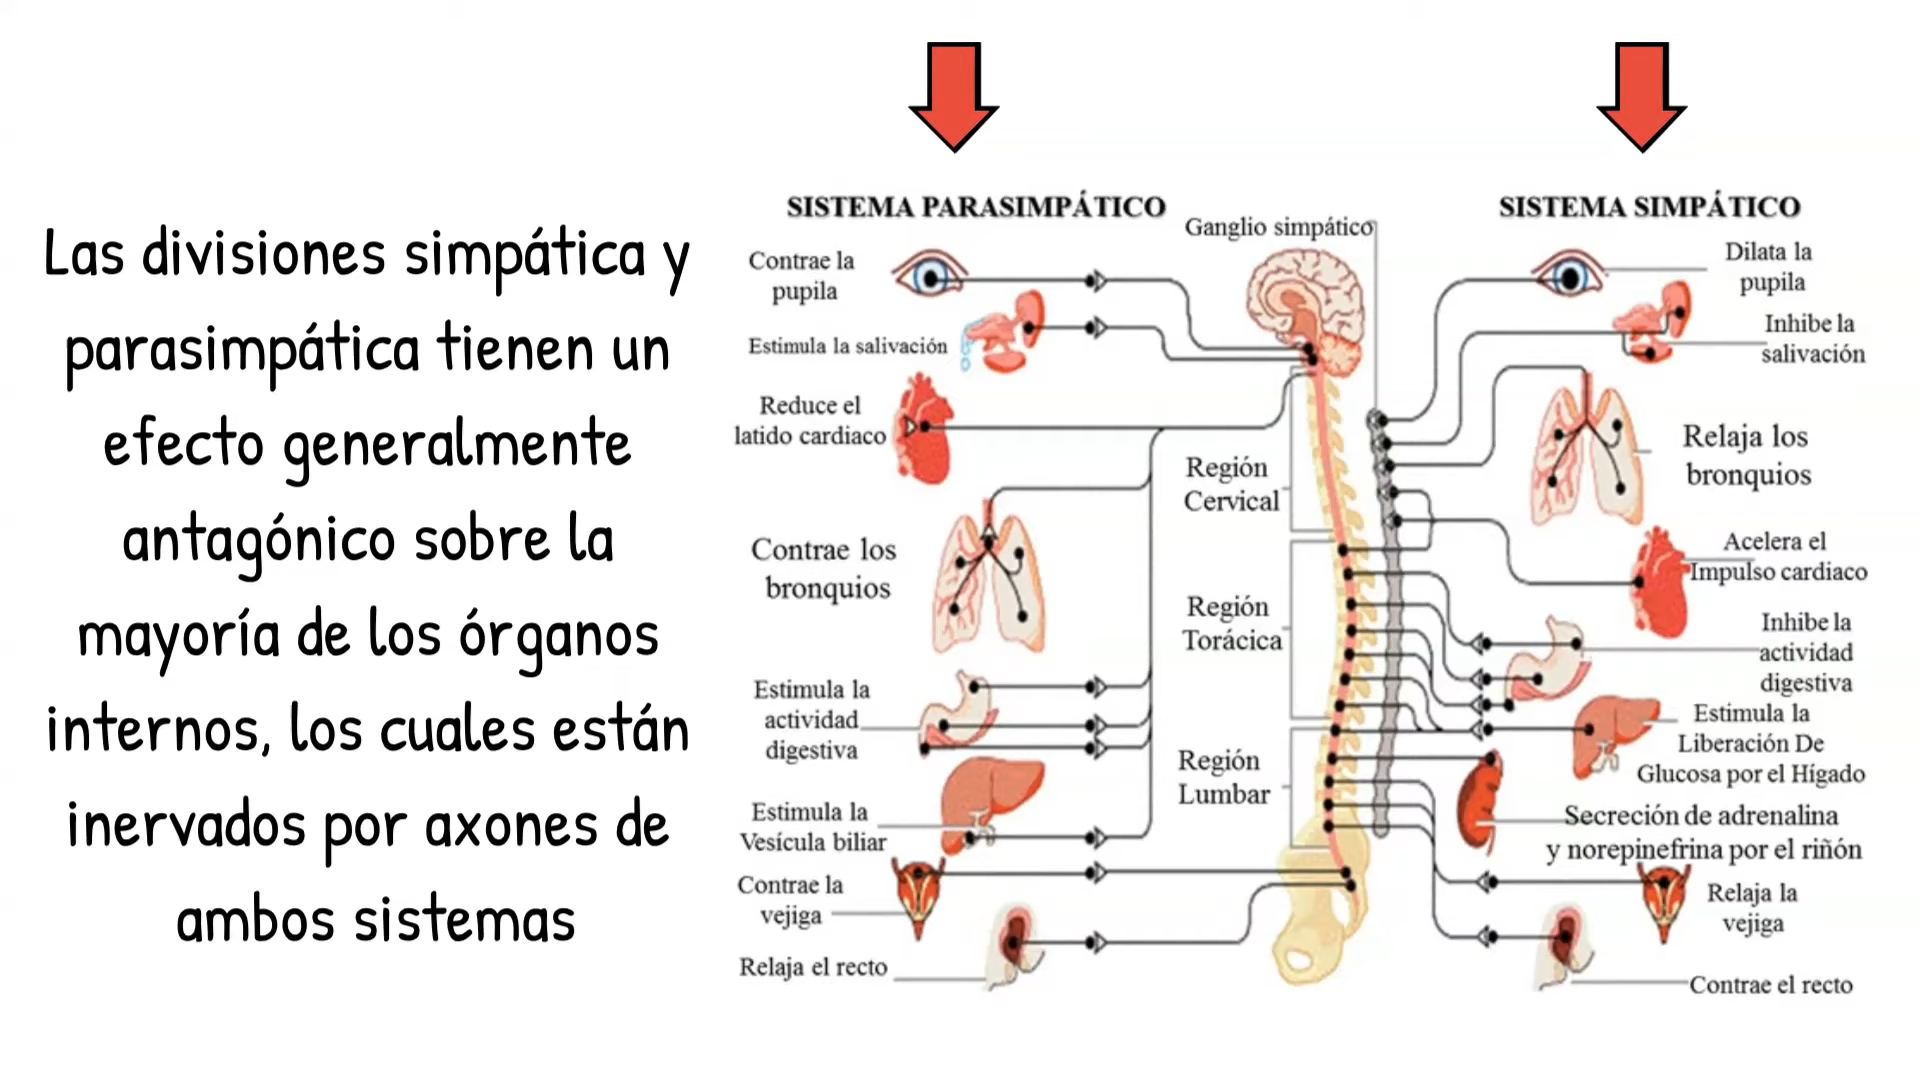 Las divisiones simpática y
parasimpática tienen un
efecto generalmente
antagónico sobre la
mayoría de los órganos
internos, los cuales están
inervados por axones de
ambos sistemas
SISTEMA PARASIMPÁTICO
Contrae la
pupila
Estimula la salivación
Reduce el
latido cardiaco
Contrae los
bronquios
Estimula la
actividad
digestiva
Estimula la
Vesícula biliar
Contrae la
vejiga
Relaja el recto
Ganglio simpático
Región
Cervical
Región
Torácica
Región
Lumbar
SISTEMA SIMPÁTICO
Dilata la
pupila
Inhibe la
salivación
Relaja los
bronquios
Acelera el
Impulso cardiaco
Inhibe la
actividad
digestiva
Estimula la
Liberación De
Glucosa por el Hígado
Secreción de adrenalina
y norepinefrina por el riñón
Relaja la
vejiga
Contrae el recto